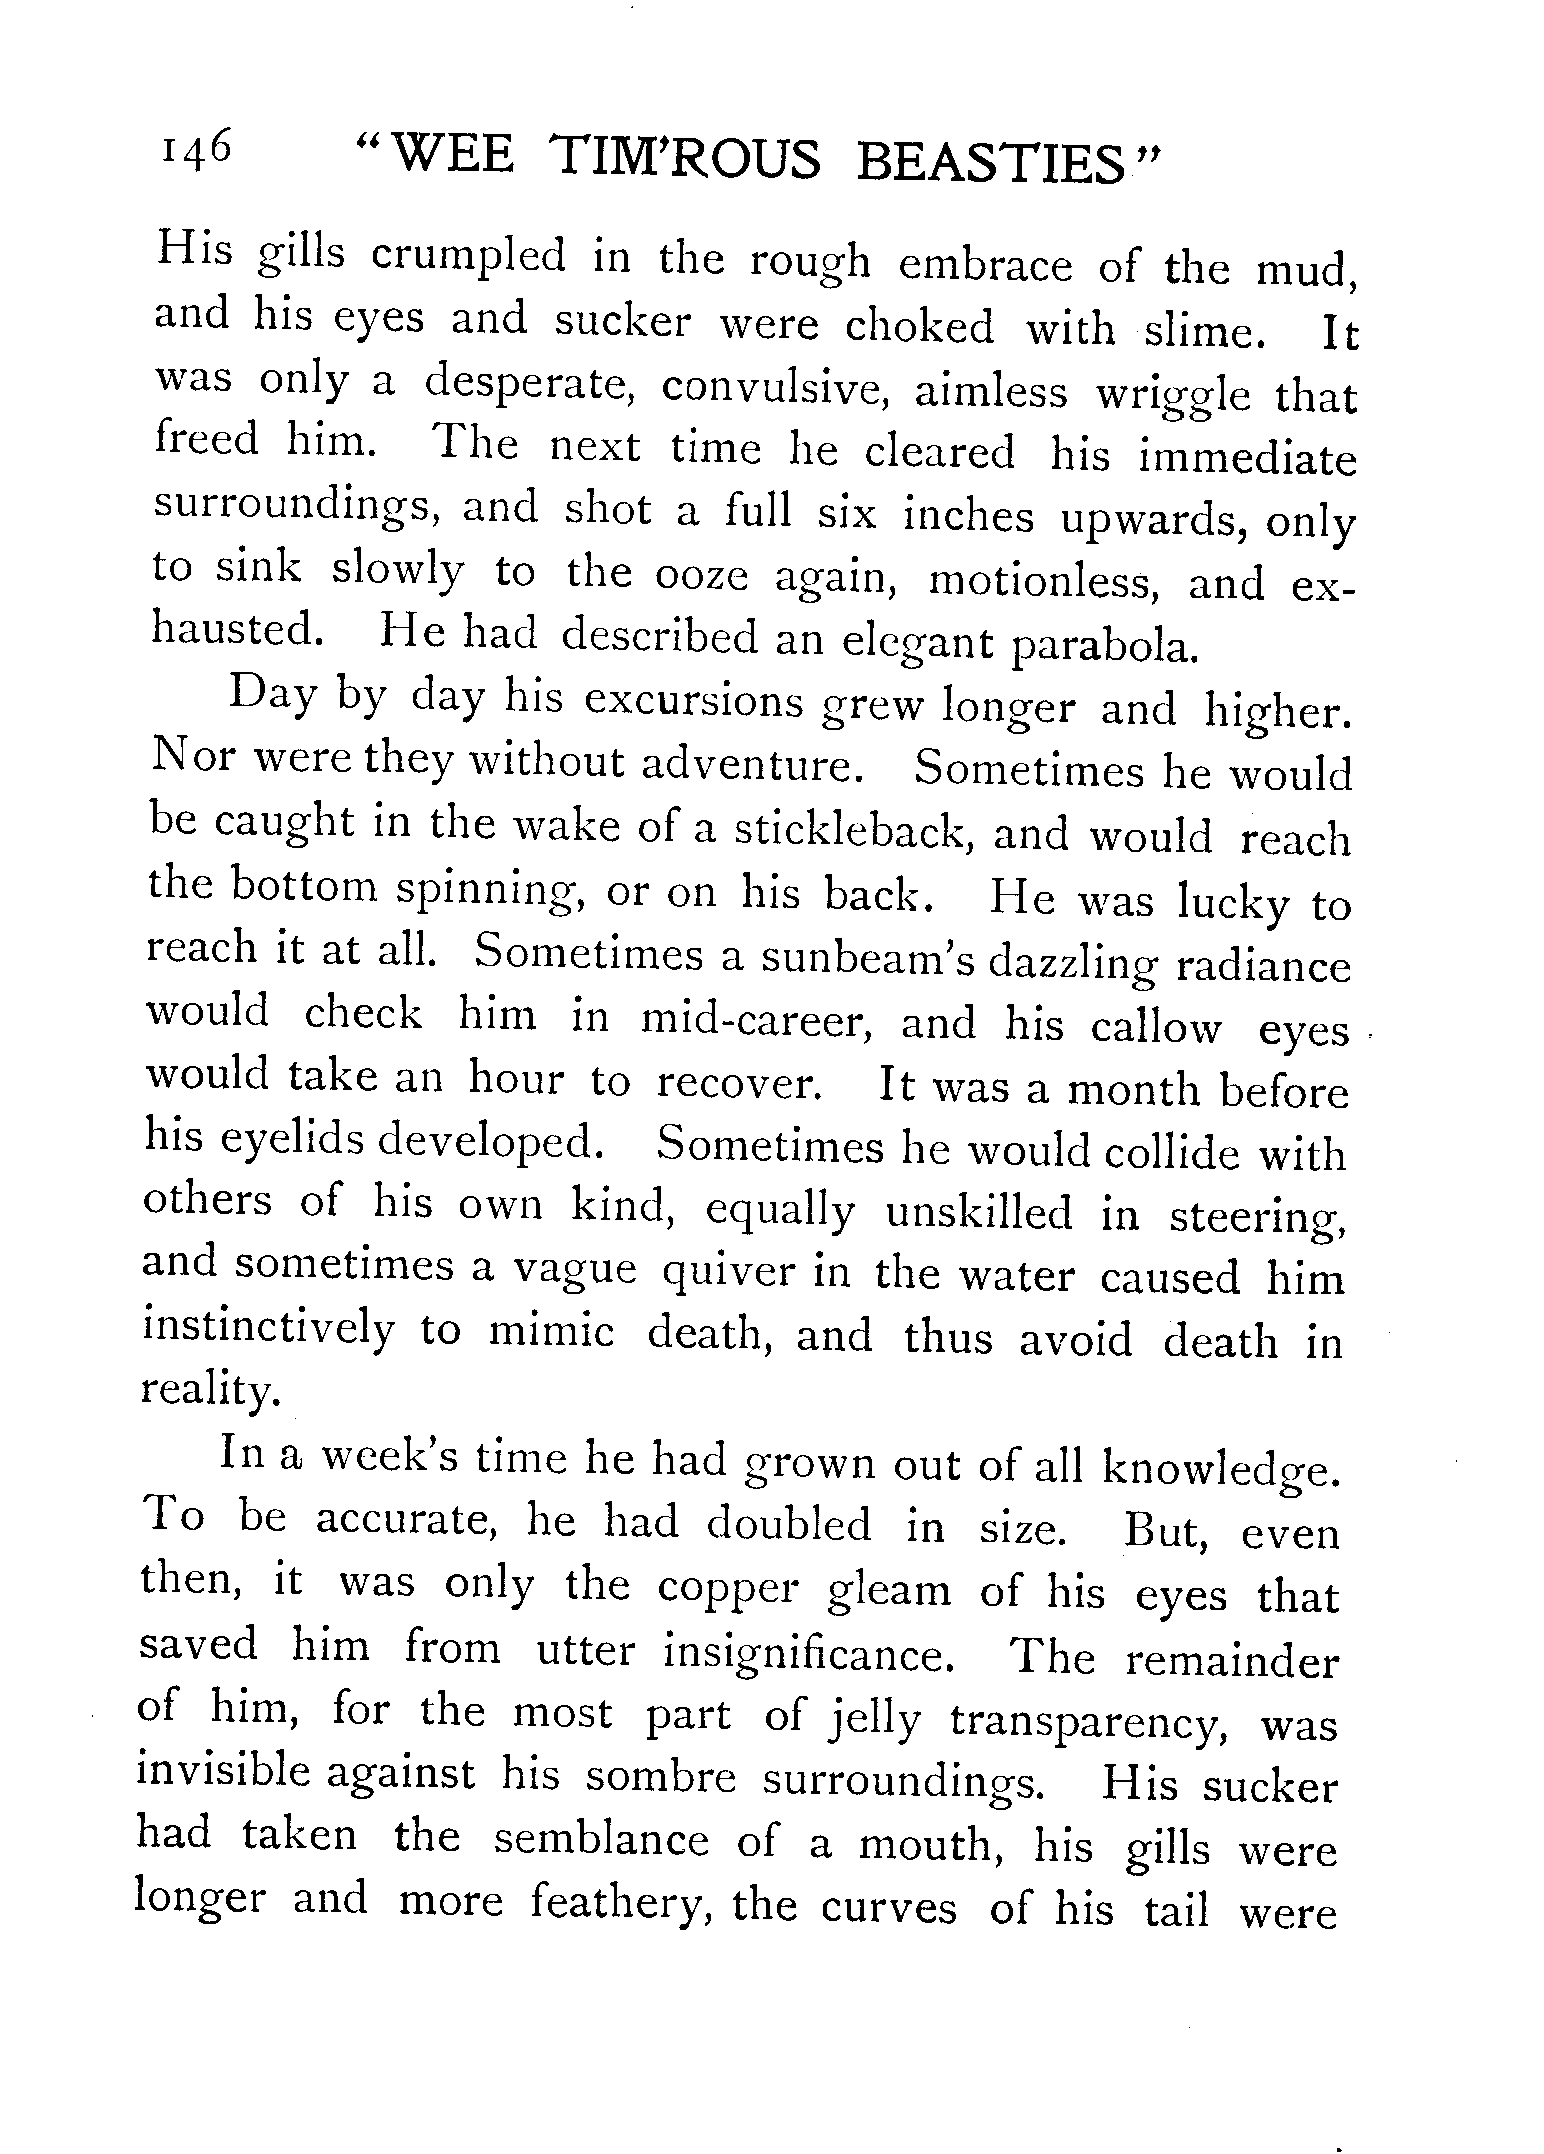 146 "WEE TIM'ROUS BEASTIES"
His gills crumpled in the rough embrace of the mud,
and his eyes and sucker were choked with slime. It
was only a desperate, convulsive, aimless wriggle that
freed him. The next time he cleared his immediate
surroundings, and shot a full six inches upwards, only
to sink slowly to the ooze again, motionless, and ex-
hausted. He had described an elegant parabola.
Day by day his excursions grew longer and higher.
Nor were they without adventure. Sometimes he would
be caught in the wake of a stickleback, and would reach
the bottom spinning, or on his back. He was lucky to
reach it at all. Sometimes a sunbeam's dazzling radiance
would check him in mid-career, and his callow eyes
would take an hour to recover. It was a month before
his eyelids developed. Sometimes he would collide with
others of his own kind, equally unskilled in steering,
and sometimes a vague quiver in the water caused him
instinctively to mimic death, and thus avoid death in
reality.
In a week's time he had grown out of all knowledge.
To be accurate, he had doubled in size. But, even
then, it was only the copper gleam of his eyes that
saved him from utter insignificance. The remainder
of him, for the most part of jelly transparency, was
invisible against his sombre surroundings. His sucker
had taken the semblance of a mouth, his gills were
longer and more feathery, the curves of his tail were